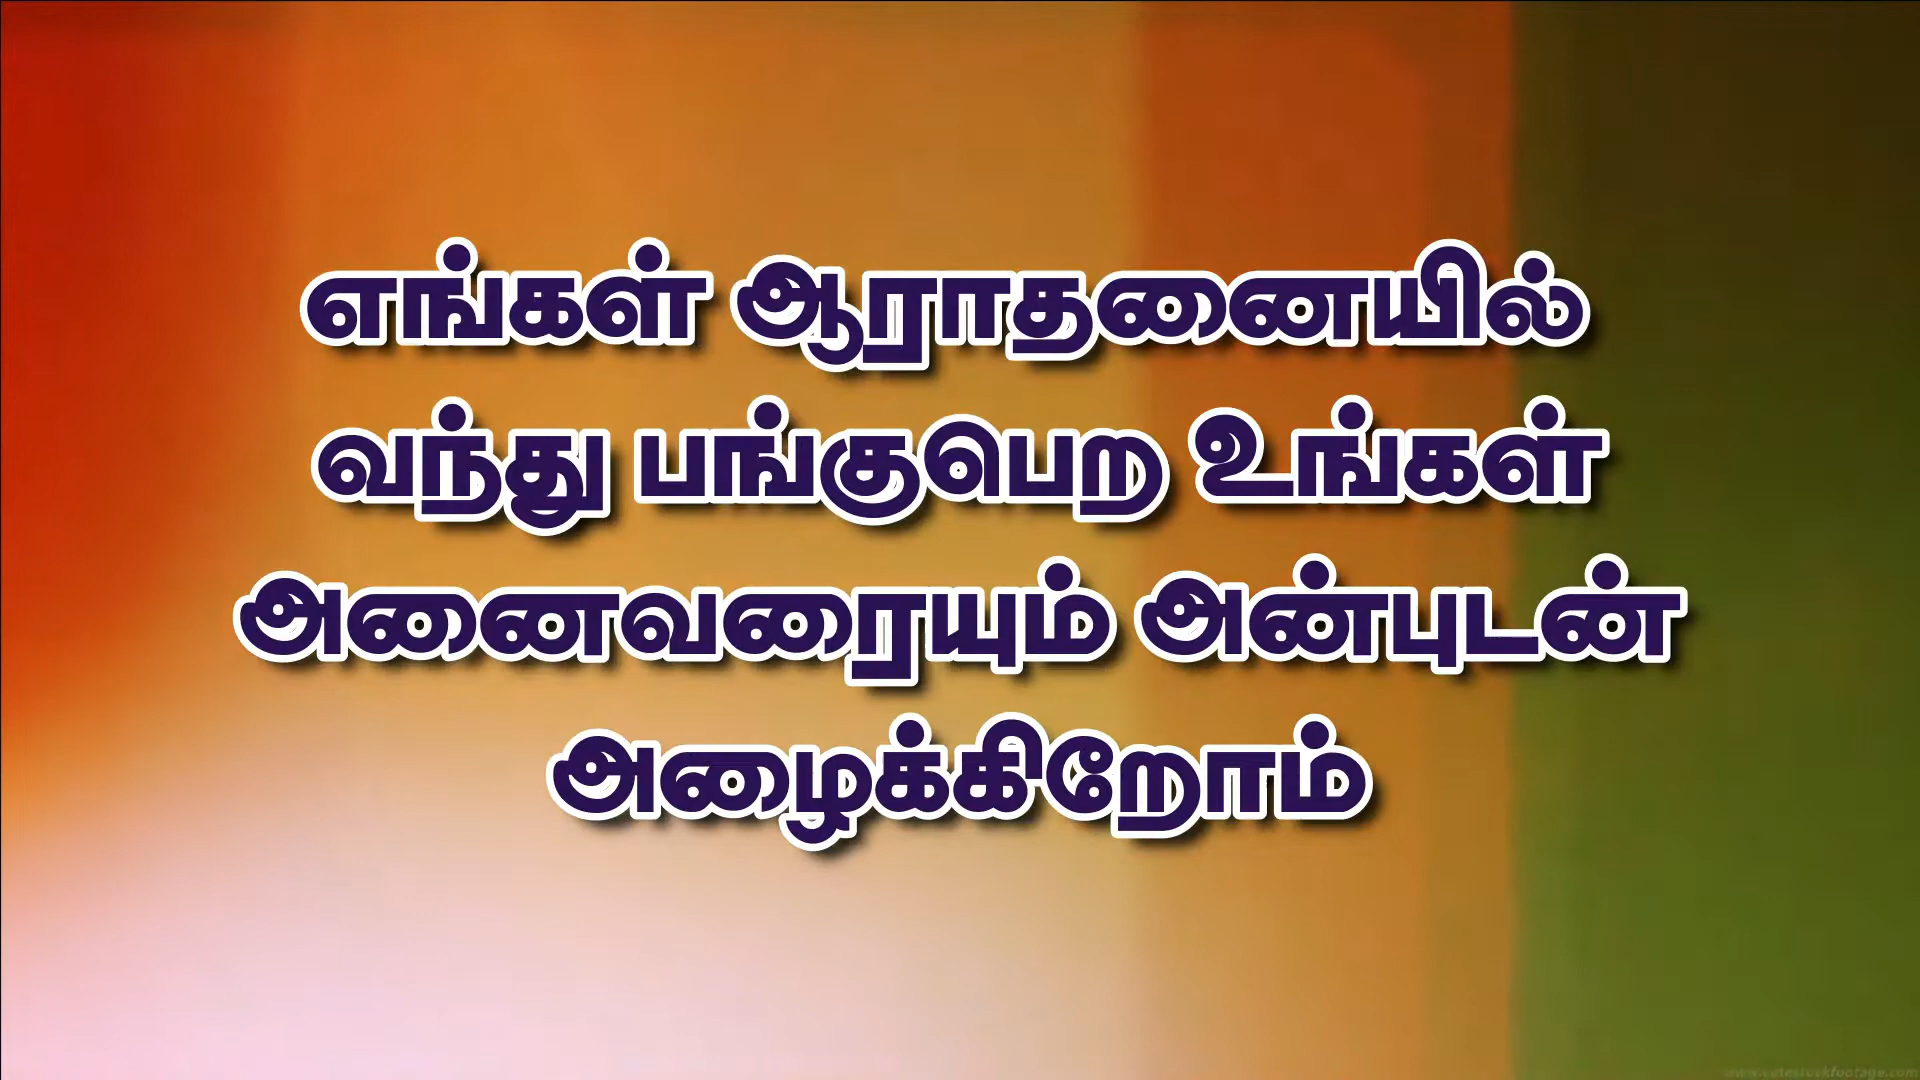 எங்கள் ஆராதனையில்
வந்து பங்குபெற உங்கள்
அனைவரையும் அன்புடன்
அழைக்கிறோம்